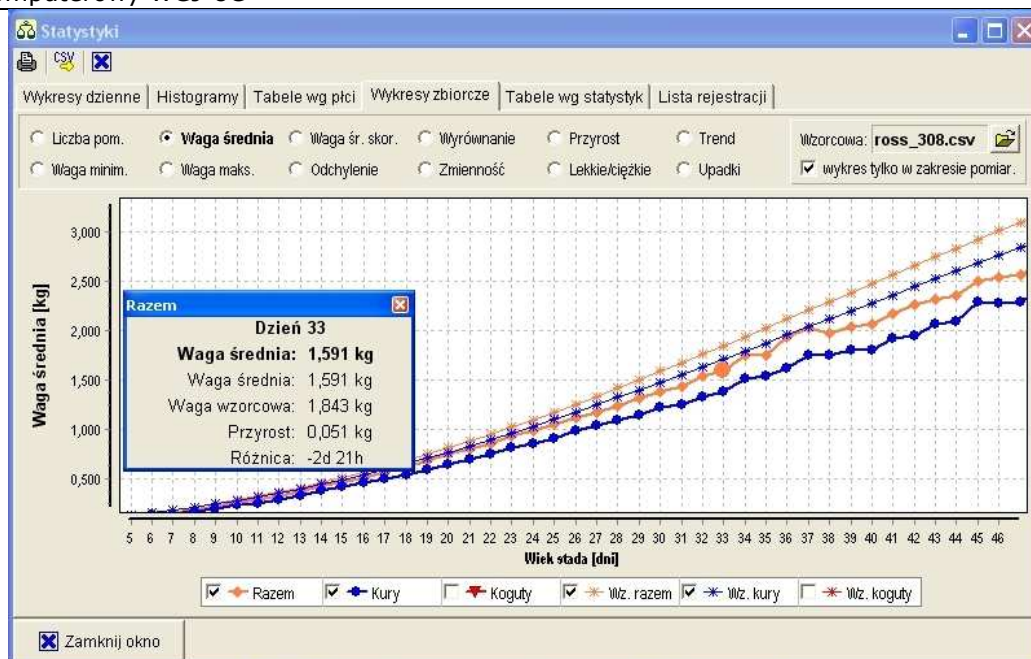 mputerowy WGJ-8G
Statystyki
CSV
Wykresy dzienne Histogramy Tabele wg płci Wykresy zbiorcze Tabele wg statystyk Lista rejestracji
Liczba pom. Waga średnia Waga śr. skor. Wyrównanie Przyrost Trend Wzorcowa: ross_308.csv
Waga minim. Waga maks. Odchylenie Zmienność Lekkie/ciężkie Upadki wykres tylko w zakresie pomiar.
Waga średnia [kg]
3,000
2,500
2,000
1,500
1,000
0,500
Razem
Dzień 33
Waga średnia: 1,591 kg
Waga średnia: 1,591 kg
Waga wzorcowa: 1,843 kg
Przyrost: 0,051 kg
Różnica: -2d 21h
5 6 7 8 9 10 11 12 13 14 15 16 17 18 19 20 21 22 23 24 25 26 27 28 29 30 31 32 33 34 35 36 37 38 39 40 41 42 43 44 45 46
Wiek stada [dni]
Razem Kury Koguty Wz. razem Wz. kury Wz. koguty
Zamknij okno